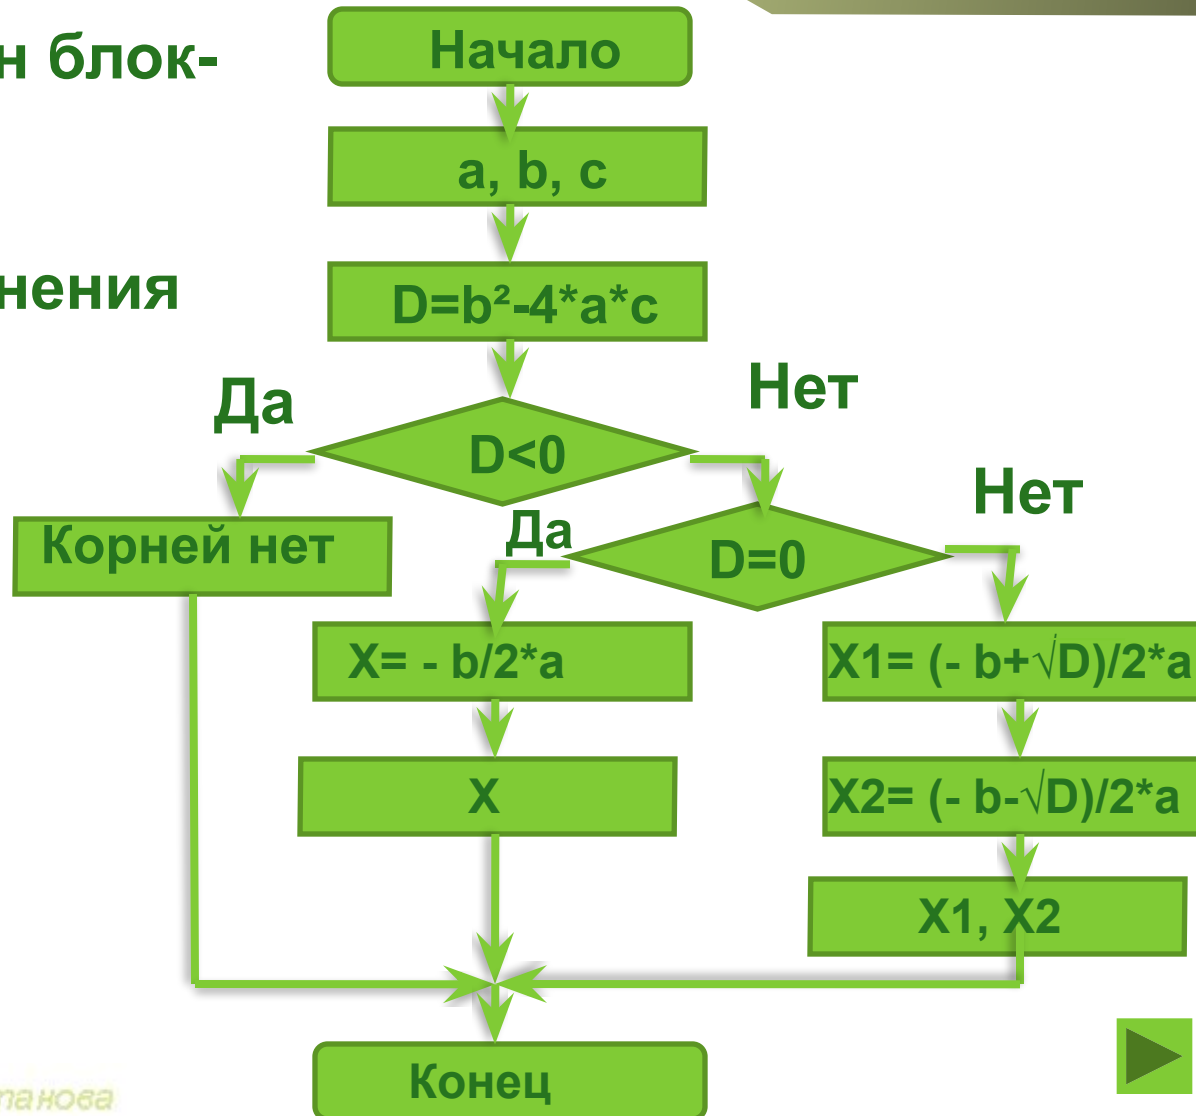 н блок-
нения
Начало
a, b, c
D=b²-4*a*c
Да
Нет
D<0
Корней нет
Да
D=0
Нет
X= - b/2*a
X1= (- b+√D)/2*a
X
X2= (- b-√D)/2*a
X1, X2
Конец